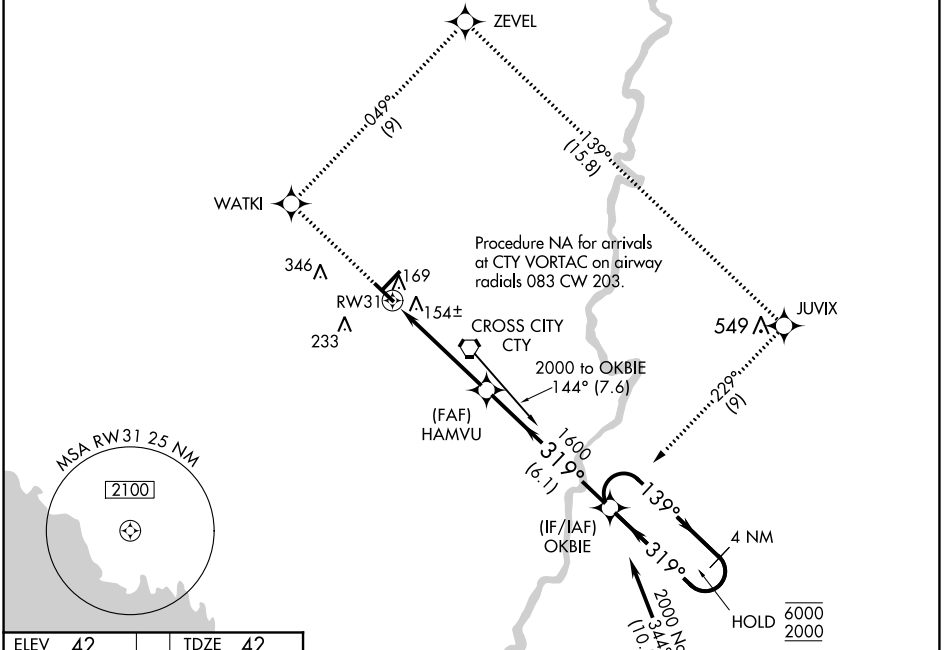 ZEVEL
049°
(9)
139°
(15.8)
WATKI
Procedure NA for arrivals
at CTY VORTAC on airway
radials 083 CW 203.
346
169
RW31
154±
233
CROSS CITY
CTY
JUVIX
549
2000 to OKBIE
144° (7.6)
229°
(9)
(FAF)
HAMVU
1600
319°
(6.1)
MSA RW31 25 NM
2100
139°
(IF/IAF)
OKBIE
4 NM
319°
HOLD
6000
2000
2000
344°
ELEV 42
TDZE 42